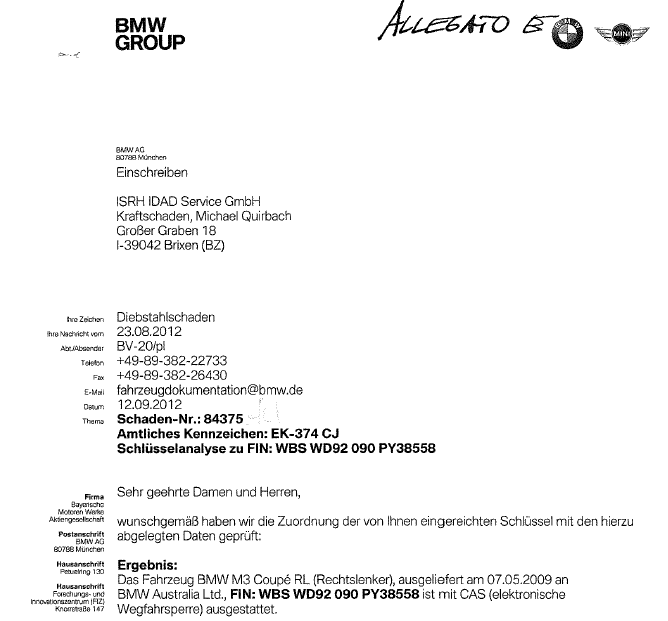 BMW
GROUP
ALLEGATO E
MINI
BMW AG
80788 München
Einschreiben
ISRH IDAD Service GmbH
Kraftschaden, Michael Quirbach
Großer Graben 18
I-39042 Brixen (BZ)
Ihre Zeichen Diebstahlschaden
Ihre Nachricht vom 23.08.2012
Abt./Absender BV-20/pl
Telefon +49-89-382-22733
Fax +49-89-382-26430
E-Mail fahrzeugdokumentation@bmw.de
Datum 12.09.2012
Thema Schaden-Nr.: 84375
Amtliches Kennzeichen: EK-374 CJ
Schlüsselanalyse zu FIN: WBS WD92 090 PY38558
Firma
Bayerische
Motoren Werke
Aktiengesellschaft
Postanschrift
BMW AG
80788 München
Hausanschrift
Petuelring 130
Hausanschrift
Forschungs- und
Innovationszentrum (FIZ)
Knorrstraße 147
Sehr geehrte Damen und Herren,
wunschgemäß haben wir die Zuordnung der von Ihnen eingereichten Schlüssel mit den hierzu
abgelegten Daten geprüft:
Ergebnis:
Das Fahrzeug BMW M3 Coupé RL (Rechtslenker), ausgeliefert am 07.05.2009 an
BMW Australia Ltd., FIN: WBS WD92 090 PY38558 ist mit CAS (elektronische
Wegfahrsperre) ausgestattet.